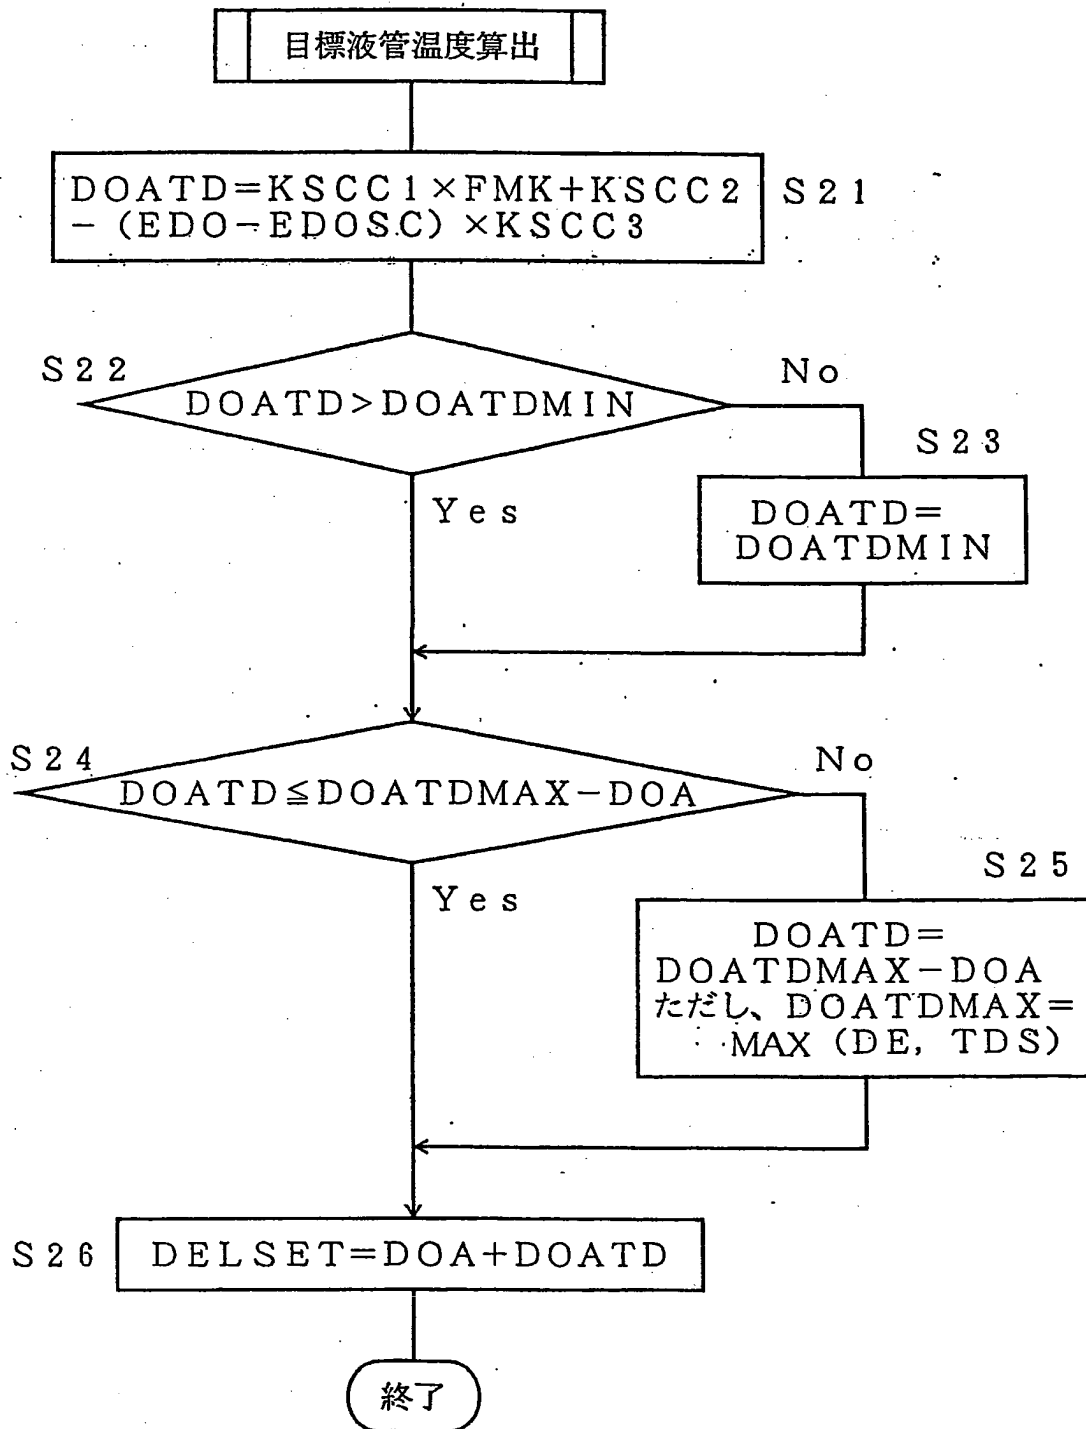 目標液管温度算出
DOATD=KSCC1×FMK+KSCC2
-(EDO-EDOSC)×KSCC3
S21
S22
DOATD>DOATDMIN
No
S23
Yes
DOATD=
DOATDMIN
S24
DOATD≦DOATDMAX-DOA
No
S25
Yes
DOATD=
DOATDMAX-DOA
ただし、DOATDMAX=
MAX(DE, TDS)
S26
DELSET=DOA+DOATD
終了